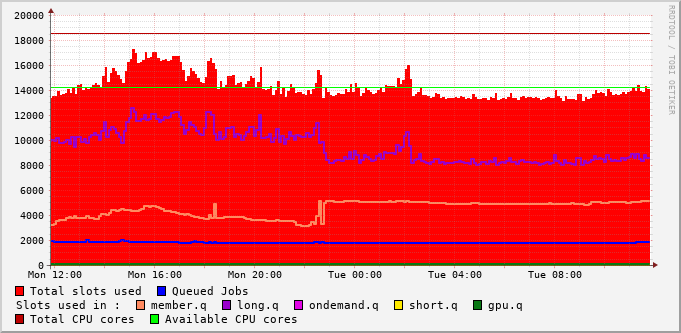 20000
18000
16000
14000
12000
10000
8000
6000
4000
2000
0
Mon 12:00 Mon 16:00 Mon 20:00 Tue 00:00 Tue 04:00 Tue 08:00
RRDTOOL / TOBI OETIKER
Total slots used Queued Jobs
Slots used in : member.q long.q ondemand.q short.q gpu.q
Total CPU cores Available CPU cores